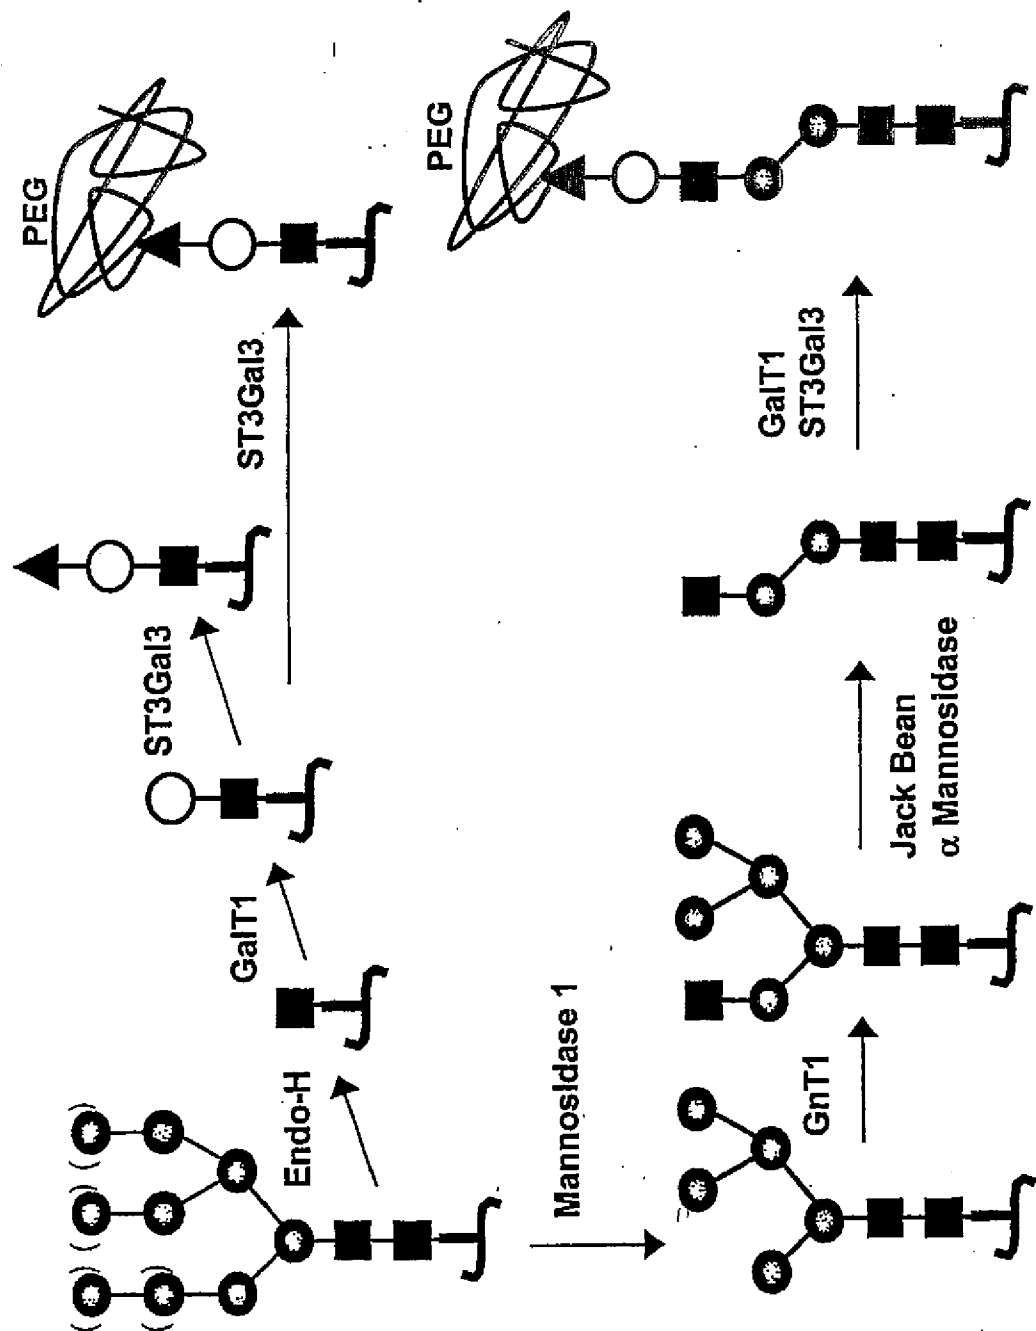 Endo-H
GalT1
ST3Gal3
ST3Gal3
PEG
Mannosidase 1
GnT1
Jack Bean
α Mannosidase
GalT1
ST3Gal3
PEG